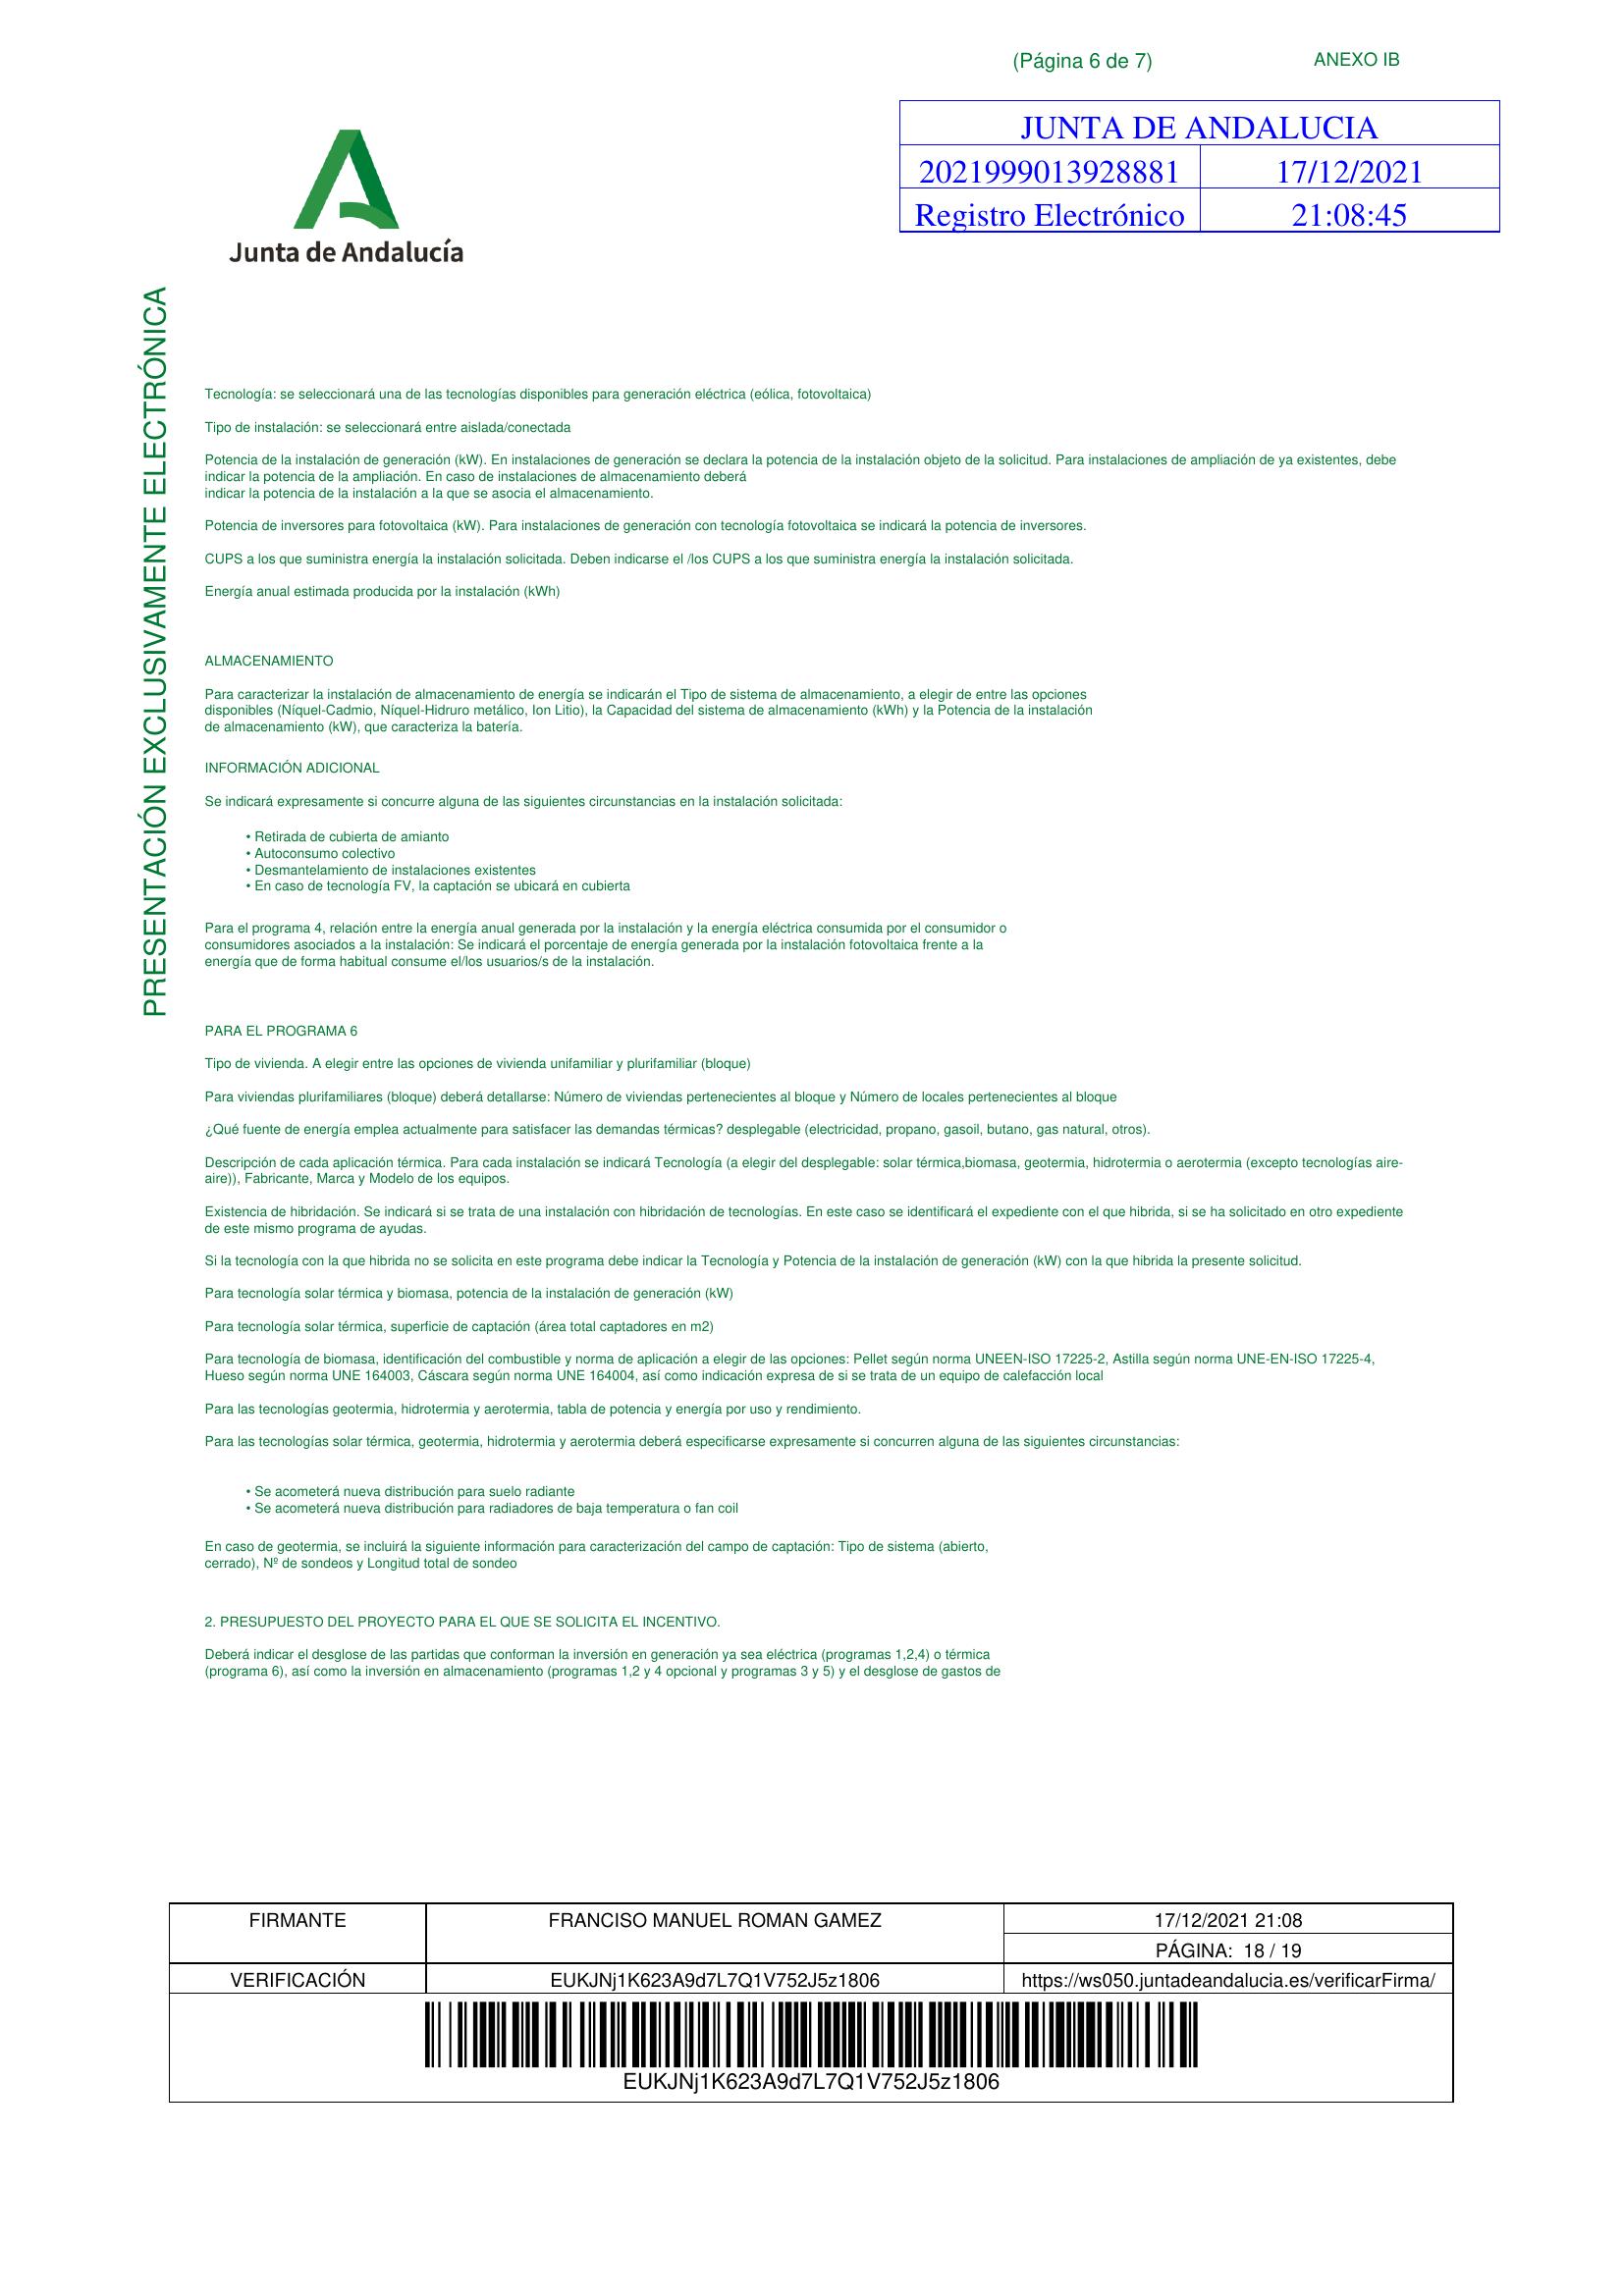 (Página 6 de 7)
ANEXO IB
JUNTA DE ANDALUCIA
2021999013928881
17/12/2021
Registro Electrónico
21:08:45
Junta de Andalucía
PRESENTACIÓN EXCLUSIVAMENTE ELECTRÓNICA
Tecnología: se seleccionará una de las tecnologías disponibles para generación eléctrica (eólica, fotovoltaica)
Tipo de instalación: se seleccionará entre aislada/conectada
Potencia de la instalación de generación (kW). En instalaciones de generación se declara la potencia de la instalación objeto de la solicitud. Para instalaciones de ampliación de ya existentes, debe
indicar la potencia de la ampliación. En caso de instalaciones de almacenamiento deberá
indicar la potencia de la instalación a la que se asocia el almacenamiento.
Potencia de inversores para fotovoltaica (kW). Para instalaciones de generación con tecnología fotovoltaica se indicará la potencia de inversores.
CUPS a los que suministra energía la instalación solicitada. Deben indicarse el /los CUPS a los que suministra energía la instalación solicitada.
Energía anual estimada producida por la instalación (kWh)
ALMACENAMIENTO
Para caracterizar la instalación de almacenamiento de energía se indicarán el Tipo de sistema de almacenamiento, a elegir de entre las opciones
disponibles (Níquel-Cadmio, Níquel-Hidruro metálico, Ion Litio), la Capacidad del sistema de almacenamiento (kWh) y la Potencia de la instalación
de almacenamiento (kW), que caracteriza la batería.
INFORMACIÓN ADICIONAL
Se indicará expresamente si concurre alguna de las siguientes circunstancias en la instalación solicitada:
• Retirada de cubierta de amianto
• Autoconsumo colectivo
• Desmantelamiento de instalaciones existentes
• En caso de tecnología FV, la captación se ubicará en cubierta
Para el programa 4, relación entre la energía anual generada por la instalación y la energía eléctrica consumida por el consumidor o
consumidores asociados a la instalación: Se indicará el porcentaje de energía generada por la instalación fotovoltaica frente a la
energía que de forma habitual consume el/los usuarios/s de la instalación.
PARA EL PROGRAMA 6
Tipo de vivienda. A elegir entre las opciones de vivienda unifamiliar y plurifamiliar (bloque)
Para viviendas plurifamiliares (bloque) deberá detallarse: Número de viviendas pertenecientes al bloque y Número de locales pertenecientes al bloque
¿Qué fuente de energía emplea actualmente para satisfacer las demandas térmicas? desplegable (electricidad, propano, gasoil, butano, gas natural, otros).
Descripción de cada aplicación térmica. Para cada instalación se indicará Tecnología (a elegir del desplegable: solar térmica,biomasa, geotermia, hidrotermia o aerotermia (excepto tecnologías aire-
aire)), Fabricante, Marca y Modelo de los equipos.
Existencia de hibridación. Se indicará si se trata de una instalación con hibridación de tecnologías. En este caso se identificará el expediente con el que hibrida, si se ha solicitado en otro expediente
de este mismo programa de ayudas.
Si la tecnología con la que hibrida no se solicita en este programa debe indicar la Tecnología y Potencia de la instalación de generación (kW) con la que hibrida la presente solicitud.
Para tecnología solar térmica y biomasa, potencia de la instalación de generación (kW)
Para tecnología solar térmica, superficie de captación (área total captadores en m2)
Para tecnología de biomasa, identificación del combustible y norma de aplicación a elegir de las opciones: Pellet según norma UNEEN-ISO 17225-2, Astilla según norma UNE-EN-ISO 17225-4,
Hueso según norma UNE 164003, Cáscara según norma UNE 164004, así como indicación expresa de si se trata de un equipo de calefacción local
Para las tecnologías geotermia, hidrotermia y aerotermia, tabla de potencia y energía por uso y rendimiento.
Para las tecnologías solar térmica, geotermia, hidrotermia y aerotermia deberá especificarse expresamente si concurren alguna de las siguientes circunstancias:
• Se acometerá nueva distribución para suelo radiante
• Se acometerá nueva distribución para radiadores de baja temperatura o fan coil
En caso de geotermia, se incluirá la siguiente información para caracterización del campo de captación: Tipo de sistema (abierto,
cerrado), Nº de sondeos y Longitud total de sondeo
2. PRESUPUESTO DEL PROYECTO PARA EL QUE SE SOLICITA EL INCENTIVO.
Deberá indicar el desglose de las partidas que conforman la inversión en generación ya sea eléctrica (programas 1,2,4) o térmica
(programa 6), así como la inversión en almacenamiento (programas 1,2 y 4 opcional y programas 3 y 5) y el desglose de gastos de
FIRMANTE
FRANCISO MANUEL ROMAN GAMEZ
17/12/2021 21:08
PÁGINA: 18 / 19
VERIFICACIÓN
EUKJNj1K623A9d7L7Q1V752J5z1806
https://ws050.juntadeandalucia.es/verificarFirma/
EUKJNj1K623A9d7L7Q1V752J5z1806